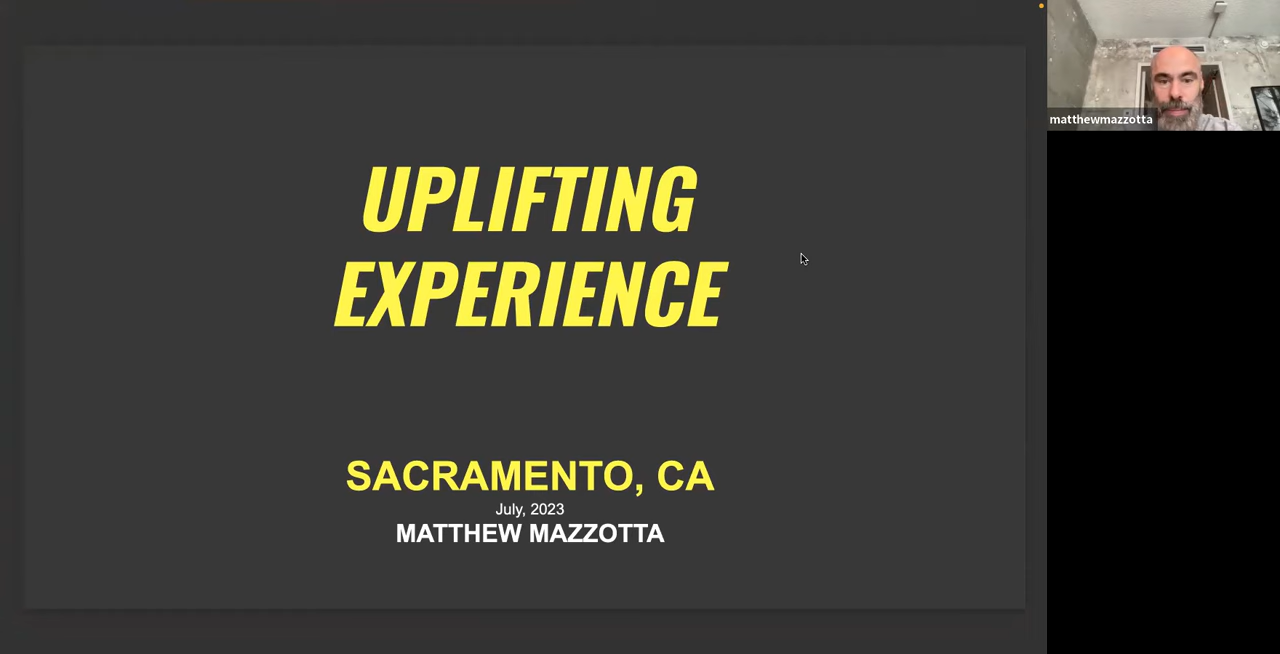 UPLIFTING
EXPERIENCE
SACRAMENTO, CA
July, 2023
MATTHEW MAZZOTTA
matthewmazzotta